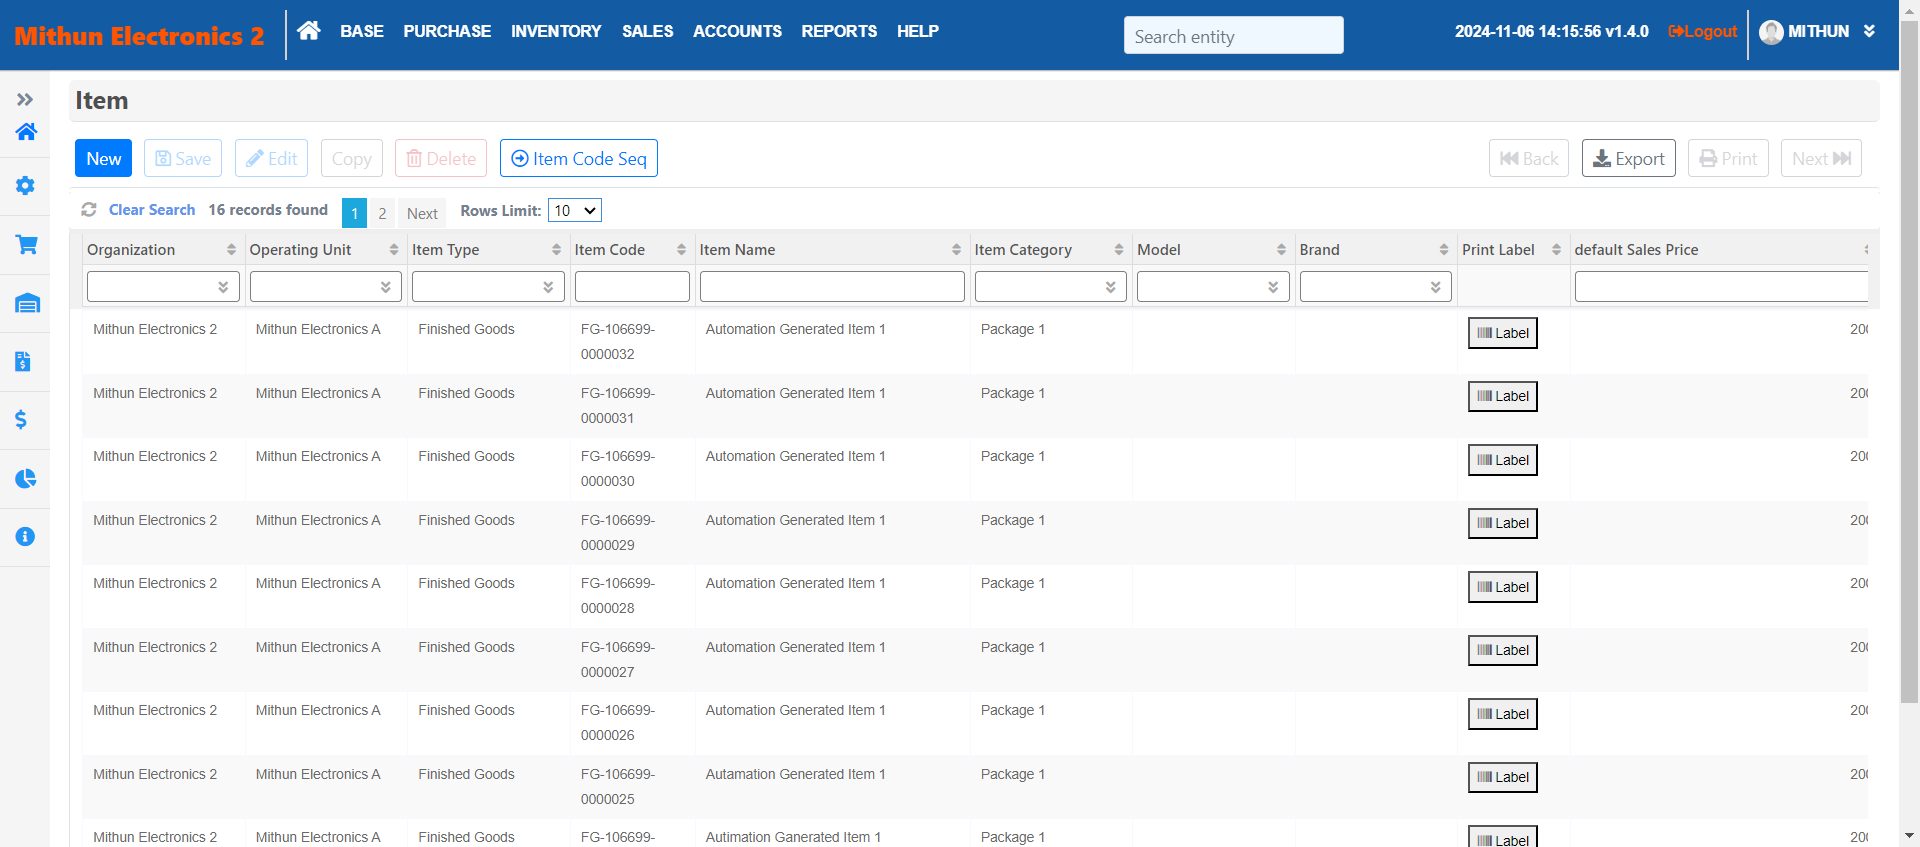 Mithun Electronics 2 BASE PURCHASE INVENTORY SALES ACCOUNTS REPORTS HELP Search entity 2024-11-06 14:15:56 v1.4.0 Logout MITHUN
Item
New Save Edit Copy Delete Item Code Seq Back Export Print Next
Clear Search 16 records found 1 2 Next Rows Limit: 10
Organization Operating Unit Item Type Item Code Item Name Item Category Model Brand Print Label default Sales Price
Mithun Electronics 2 Mithun Electronics A Finished Goods FG-106699- Automation Generated Item 1 Package 1 Label
0000032
Mithun Electronics 2 Mithun Electronics A Finished Goods FG-106699- Automation Generated Item 1 Package 1 Label
0000031
Mithun Electronics 2 Mithun Electronics A Finished Goods FG-106699- Automation Generated Item 1 Package 1 Label
0000030
Mithun Electronics 2 Mithun Electronics A Finished Goods FG-106699- Automation Generated Item 1 Package 1 Label
0000029
Mithun Electronics 2 Mithun Electronics A Finished Goods FG-106699- Automation Generated Item 1 Package 1 Label
0000028
Mithun Electronics 2 Mithun Electronics A Finished Goods FG-106699- Automation Generated Item 1 Package 1 Label
0000027
Mithun Electronics 2 Mithun Electronics A Finished Goods FG-106699- Automation Generated Item 1 Package 1 Label
0000026
Mithun Electronics 2 Mithun Electronics A Finished Goods FG-106699- Autamation Generated Item 1 Package 1 Label
0000025
Mithun Electronics 2 Mithun Electronics A Finished Goods FG-106699- Autimation Ganerated Item 1 Package 1 Label